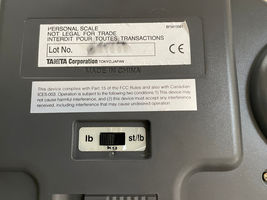 PERSONAL SCALE
NOT LEGAL FOR TRADE
INTERDIT POUR TOUTES TRANSACTIONS
Lot No.
TANITA Corporation TOKYO,JAPAN
MADE IN CHINA
This device complies with Part 15 of the FCC Rules and also with Canadian
ICES-003. Operation is subject to the following two conditions: 1) This device may
not cause harmful interference, and (2) this device must accept any interference
received, including interference that may cause undesired operation.
lb
st/lb
kg